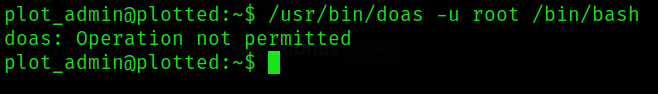 plot_admin@plotted:~$ /usr/bin/doas -u root /bin/bash
doas: Operation not permitted
plot_admin@plotted:~$